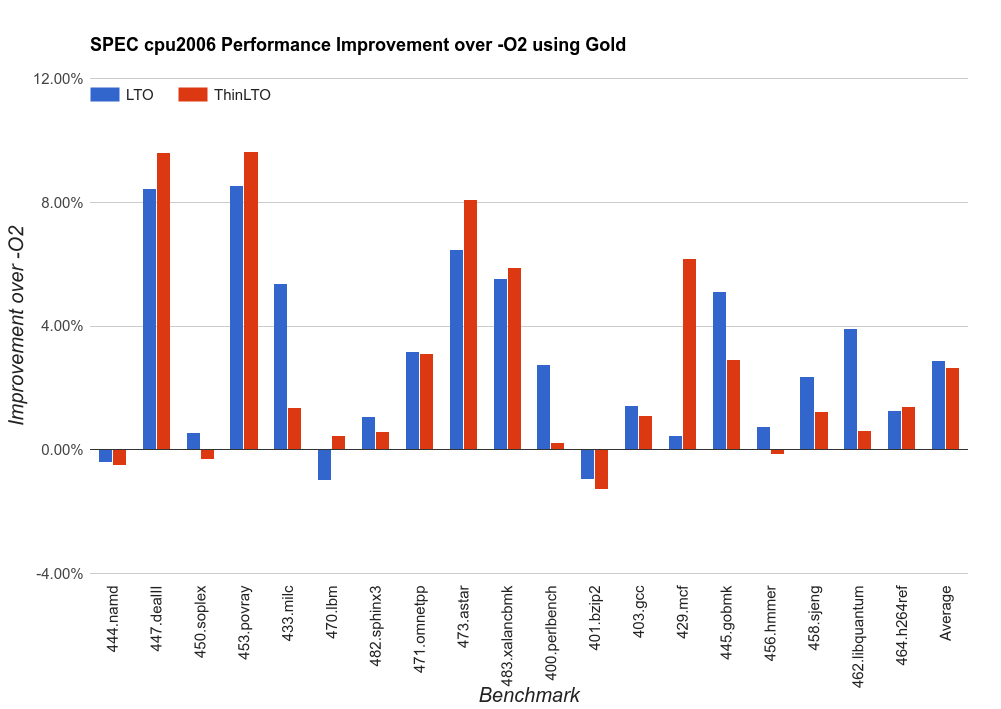 SPEC cpu2006 Performance Improvement over -O2 using Gold
12.00%
LTO
ThinLTO
8.00%
4.00%
0.00%
-4.00%
Improvement over -O2
444.namd
447.dealII
450.soplex
453.povray
433.milc
470.lbm
482.sphinx3
471.omnetpp
473.astar
483.xalancbmk
400.perlbench
401.bzip2
403.gcc
429.mcf
445.gobmk
456.hmmer
458.sjeng
462.libquantum
464.h264ref
Average
Benchmark